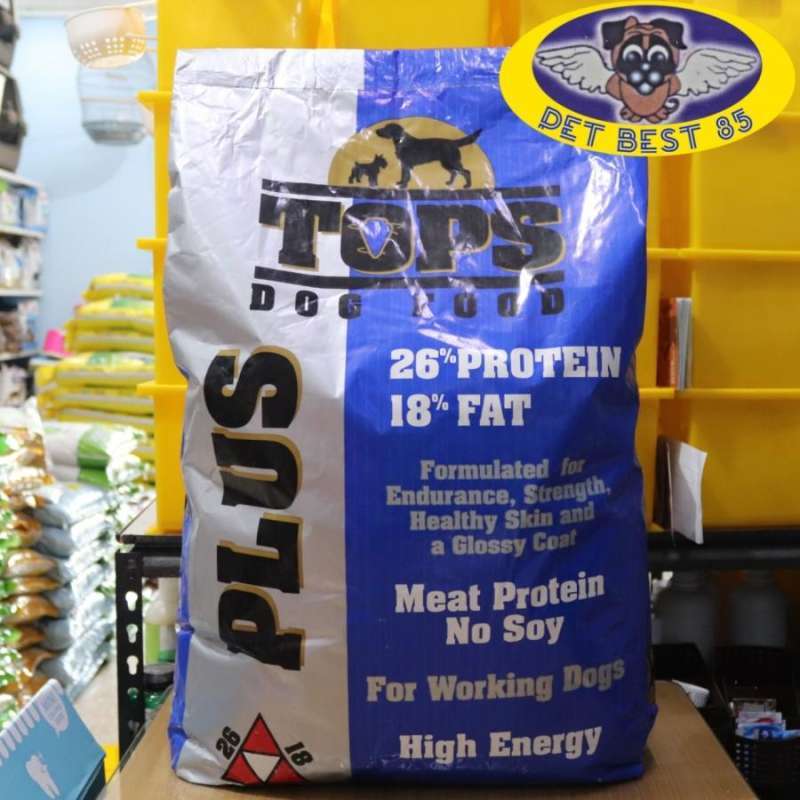 PET BEST 85
TOPS
DOG FOOD
PLUS
26% PROTEIN
18% FAT
Formulated for
Endurance, Strength,
Healthy Skin and
a Glossy Coat
Meat Protein
No Soy
For Working Dogs
High Energy
26 18